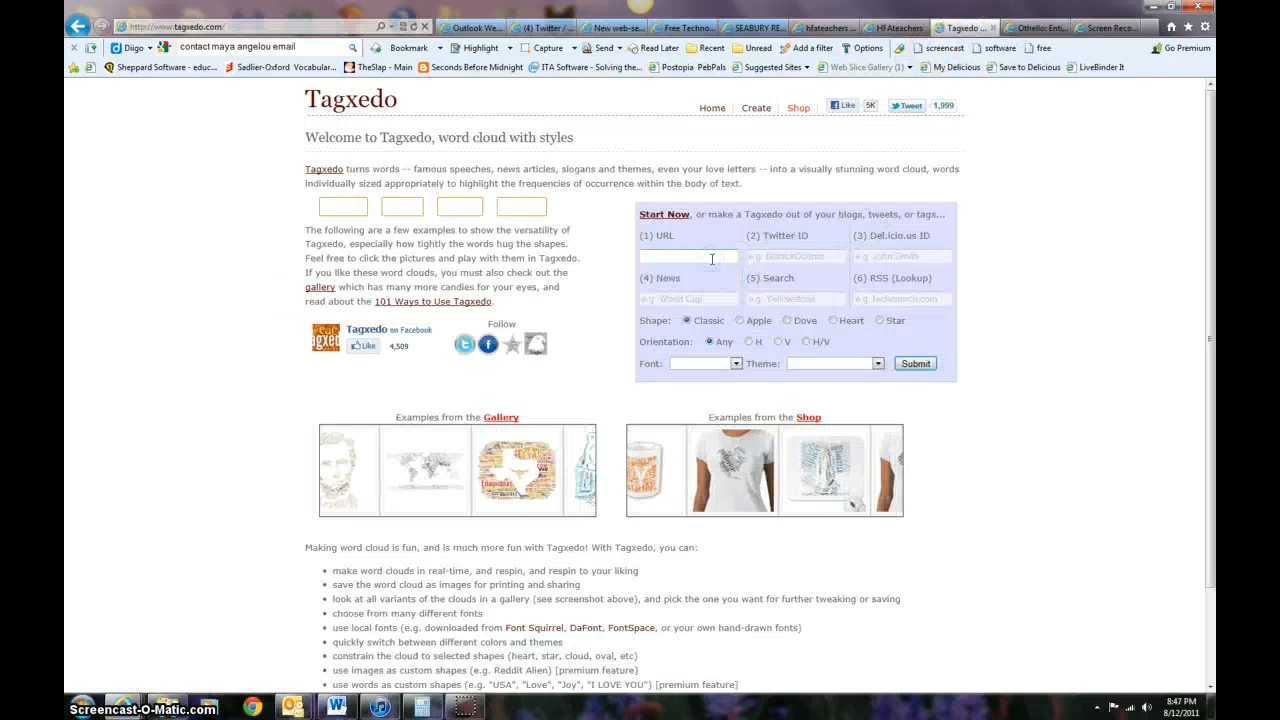 http://www.tagxedo.com/
Outlook We...
(4) Twitter / ...
New web-se...
Free Techno...
SEABURY RE...
hfateachers ...
HFAteachers
Tagxedo ...
Othello: Enti...
Screen Reco...
Diigo
contact maya angelou email
Bookmark
Highlight
Capture
Send
Read Later
Recent
Unread
Add a filter
Options
screencast
software
free
Go Premium
Sheppard Software - educ...
Sadlier-Oxford Vocabular...
TheSlap - Main
Seconds Before Midnight
ITA Software - Solving the...
Postopia PebPals
Suggested Sites
Web Slice Gallery (1)
My Delicious
Save to Delicious
LiveBinder It
Tagxedo
Home
Create
Shop
Like
5K
Tweet
1,999
Welcome to Tagxedo, word cloud with styles
Tagxedo turns words -- famous speeches, news articles, slogans and themes, even your love letters -- into a visually stunning word cloud, words
individually sized appropriately to highlight the frequencies of occurrence within the body of text.
The following are a few examples to show the versatility of
Tagxedo, especially how tightly the words hug the shapes.
Feel free to click the pictures and play with them in Tagxedo.
If you like these word clouds, you must also check out the
gallery which has many more candies for your eyes, and
read about the 101 Ways to Use Tagxedo.
Tagxedo on Facebook
Like
4,509
Follow
Start Now, or make a Tagxedo out of your blogs, tweets, or tags...
(1) URL
(2) Twitter ID
(3) Del.icio.us ID
e.g. BarackObama
e.g. John Smith
(4) News
(5) Search
(6) RSS (Lookup)
e.g. World Cup
e.g. Yellowstone
Shape:
Classic
Apple
Dove
Heart
Star
Orientation:
Any
H
V
H/V
Font:
Theme:
Submit
Examples from the Gallery
Examples from the Shop
Making word cloud is fun, and is much more fun with Tagxedo! With Tagxedo, you can:
• make word clouds in real-time, and respin, and respin to your liking
• save the word cloud as images for printing and sharing
• look at all variants of the clouds in a gallery (see screenshot above), and pick the one you want for further tweaking or saving
• choose from many different fonts
• use local fonts (e.g. downloaded from Font Squirrel, DaFont, FontSpace, or your own hand-drawn fonts)
• quickly switch between different colors and themes
• constrain the cloud to selected shapes (heart, star, cloud, oval, etc)
• use images as custom shapes (e.g. Reddit Alien) [premium feature]
• use words as custom shapes (e.g. "USA", "Love", "Joy", "I LOVE YOU") [premium feature]
8:47 PM
8/12/2011
Screencast-O-Matic.com